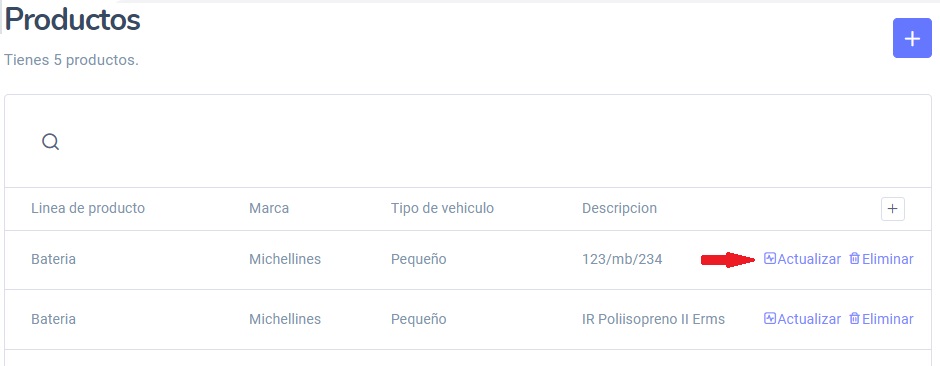 Productos
Tienes 5 productos.
Linea de producto Marca Tipo de vehiculo Descripcion
Bateria Michellines Pequeño 123/mb/234 Actualizar Eliminar
Bateria Michellines Pequeño IR Poliisopreno II Erms Actualizar Eliminar